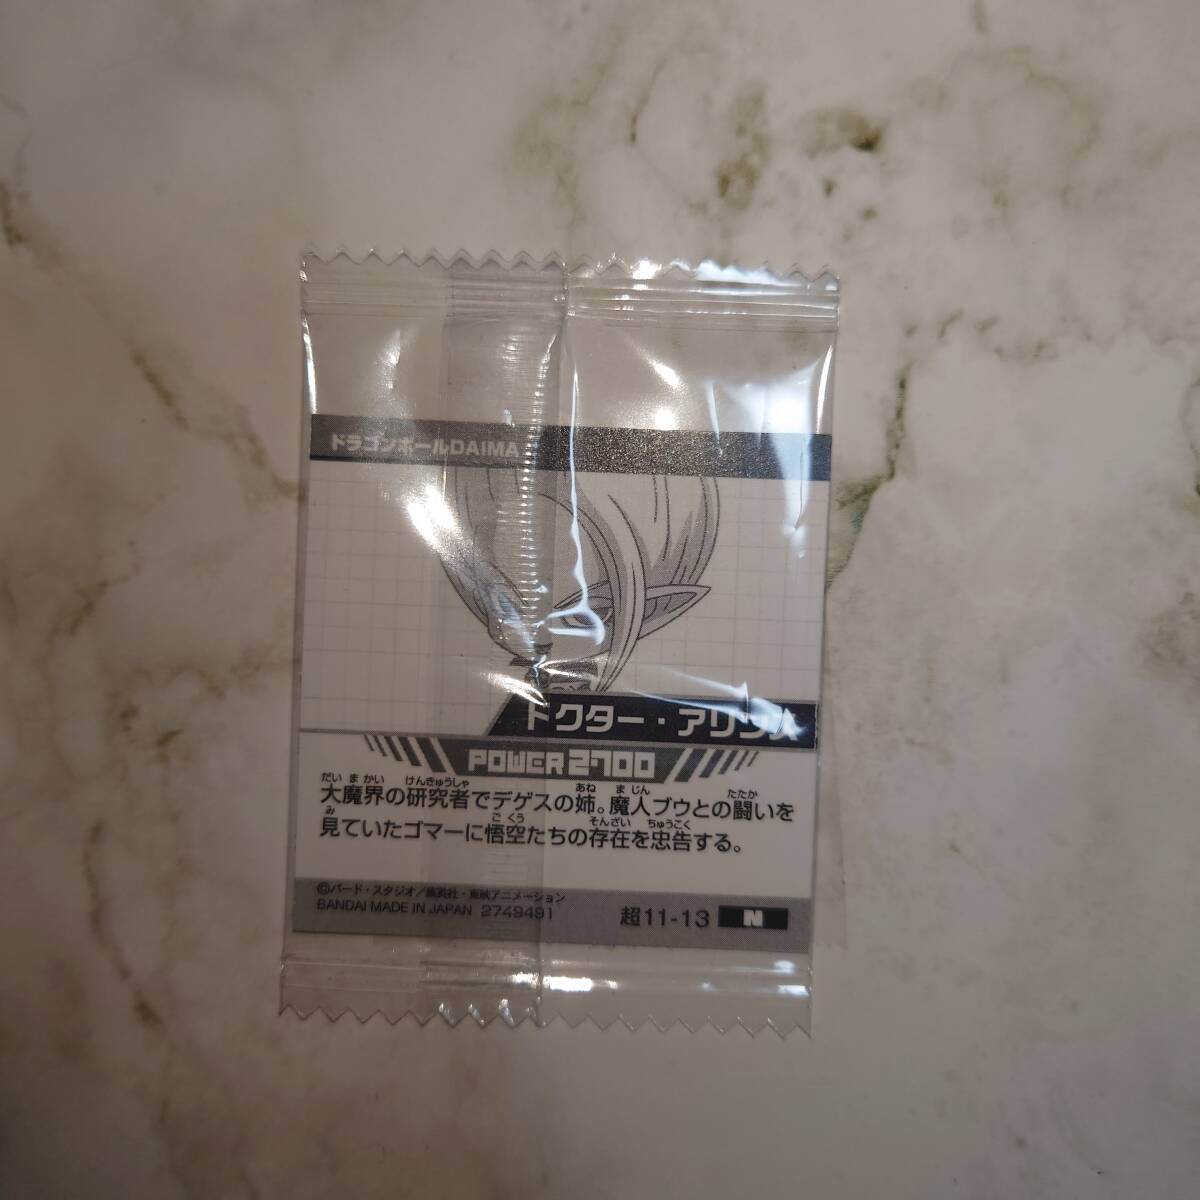 ドラゴンボールDAIMA
ドクター・アリンス
POWER 2700
だいまかい けんきゅうしゃ あね まじん たたか
大魔界の研究者でデゲスの姉。魔人ブウとの闘いを
み ごくう そんざい ちゅうこく
見ていたゴマーに悟空たちの存在を忠告する。
©バード・スタジオ/集英社・東映アニメーション
BANDAI MADE IN JAPAN 2749491
超11-13 N